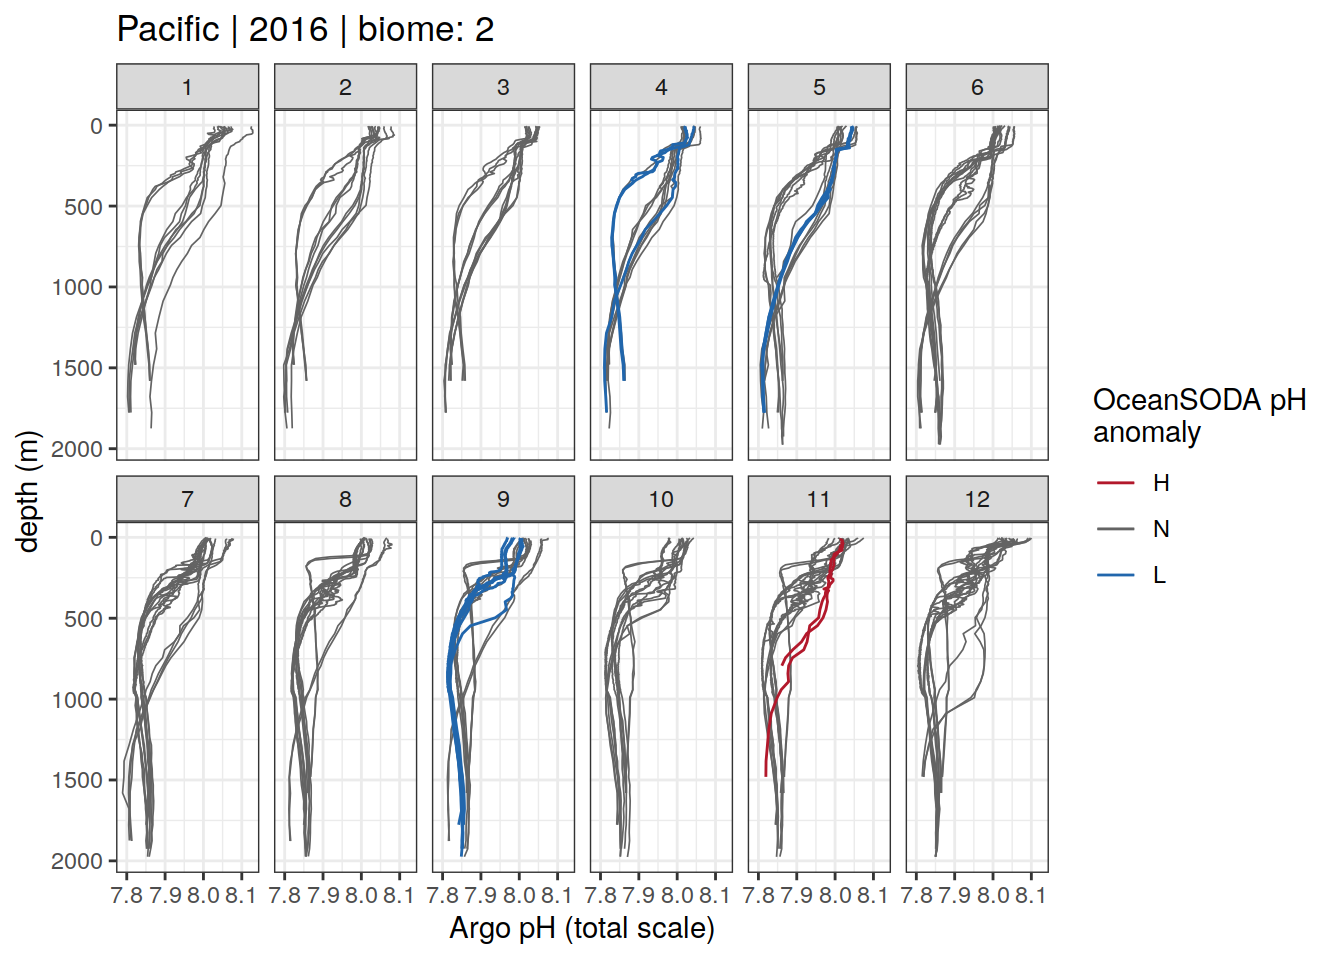 Pacific | 2016 | biome: 2
1 2 3 4 5 6
0
500
1000
1500
2000
7 8 9 10 11 12
0
500
1000
1500
2000
7.8 7.9 8.0 8.1 7.8 7.9 8.0 8.1 7.8 7.9 8.0 8.1 7.8 7.9 8.0 8.1 7.8 7.9 8.0 8.1 7.8 7.9 8.0 8.1
Argo pH (total scale)
depth (m)
OceanSODA pH
anomaly
H
N
L